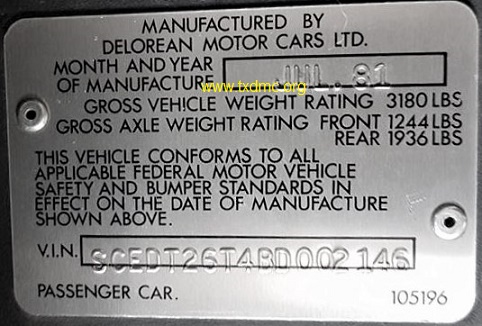 MANUFACTURED BY
DELOREAN MOTOR CARS LTD.
MONTH AND YEAR
OF MANUFACTURE JUL. 81
www.txdmc.org
GROSS VEHICLE WEIGHT RATING 3180 LBS
GROSS AXLE WEIGHT RATING FRONT 1244 LBS
REAR 1936 LBS
THIS VEHICLE CONFORMS TO ALL
APPLICABLE FEDERAL MOTOR VEHICLE
SAFETY AND BUMPER STANDARDS IN
EFFECT ON THE DATE OF MANUFACTURE
SHOWN ABOVE.
V.I.N. SCEDT26T4BD002146
PASSENGER CAR. 105196